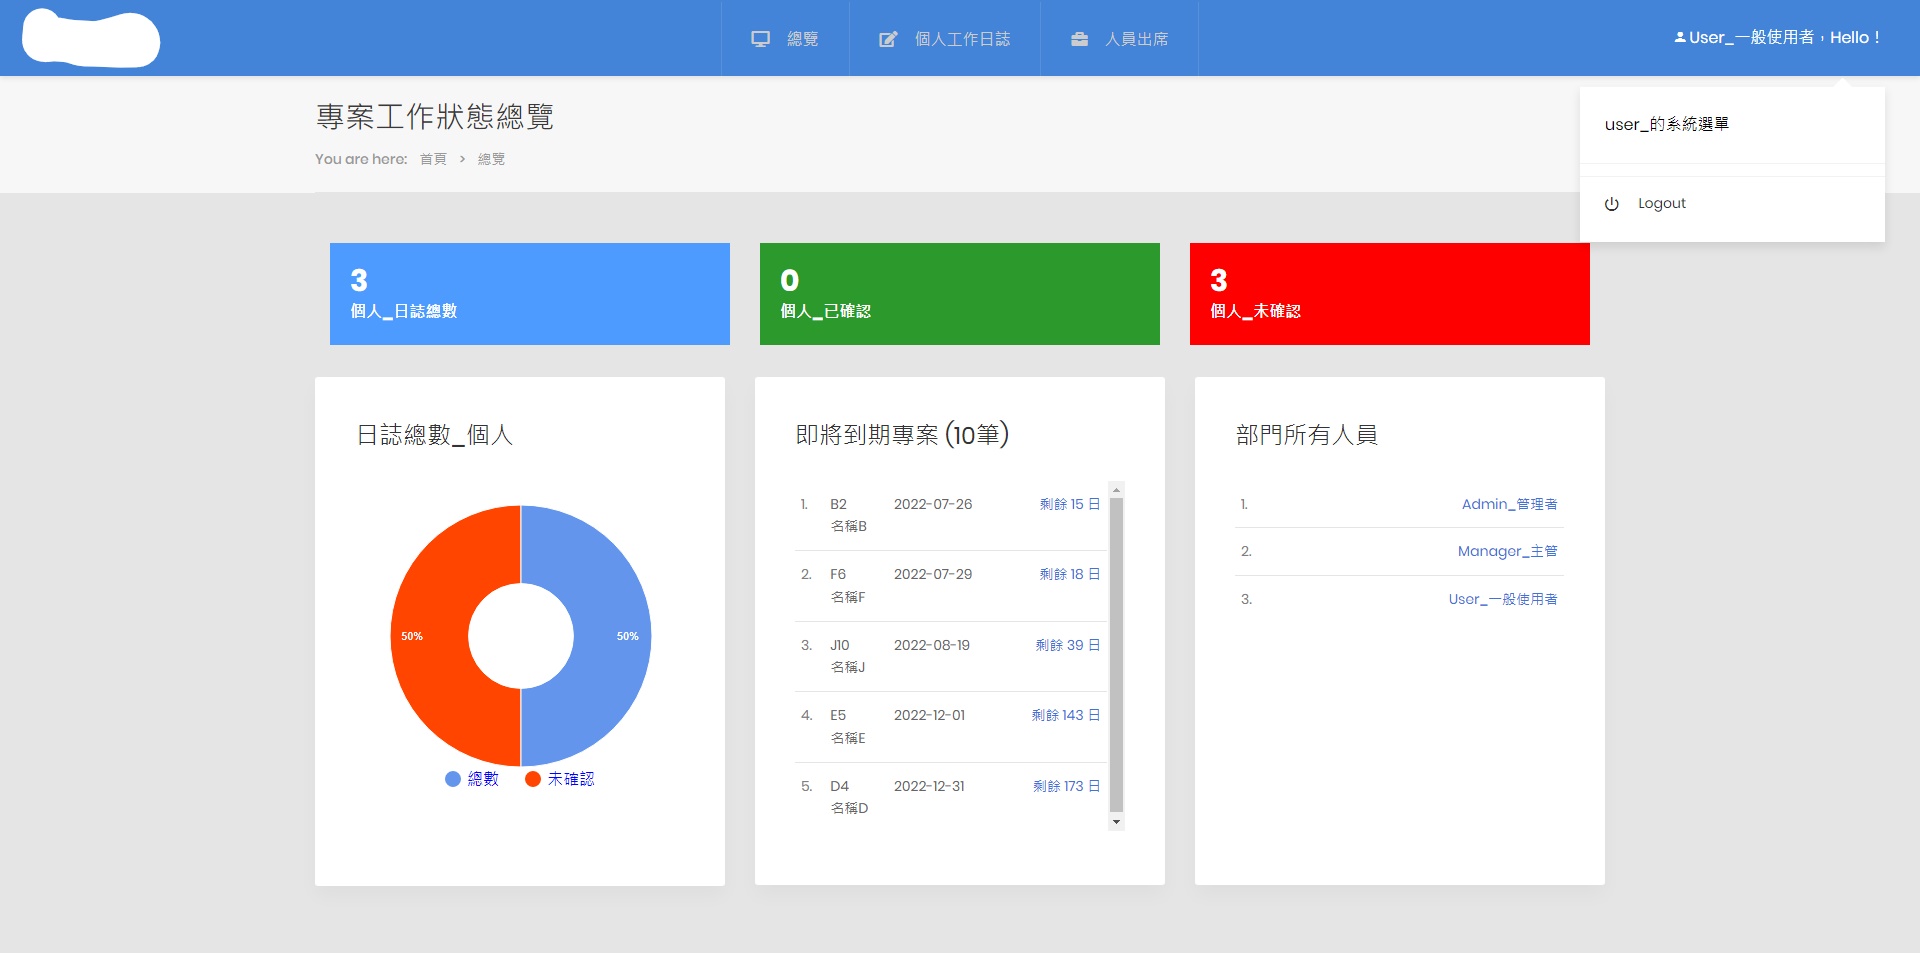 總覽
個人工作日誌
人員出席
User_一般使用者，Hello！
user_的系統選單
Logout
專案工作狀態總覽
You are here: 首頁 > 總覽
3
個人_日誌總數
0
個人_已確認
3
個人_未確認
日誌總數_個人
50%
50%
總數
未確認
即將到期專案 (10筆)
1. B2 2022-07-26 剩餘 15 日
名稱B
2. F6 2022-07-29 剩餘 18 日
名稱F
3. J10 2022-08-19 剩餘 39 日
名稱J
4. E5 2022-12-01 剩餘 143 日
名稱E
5. D4 2022-12-31 剩餘 173 日
名稱D
部門所有人員
1. Admin_管理者
2. Manager_主管
3. User_一般使用者